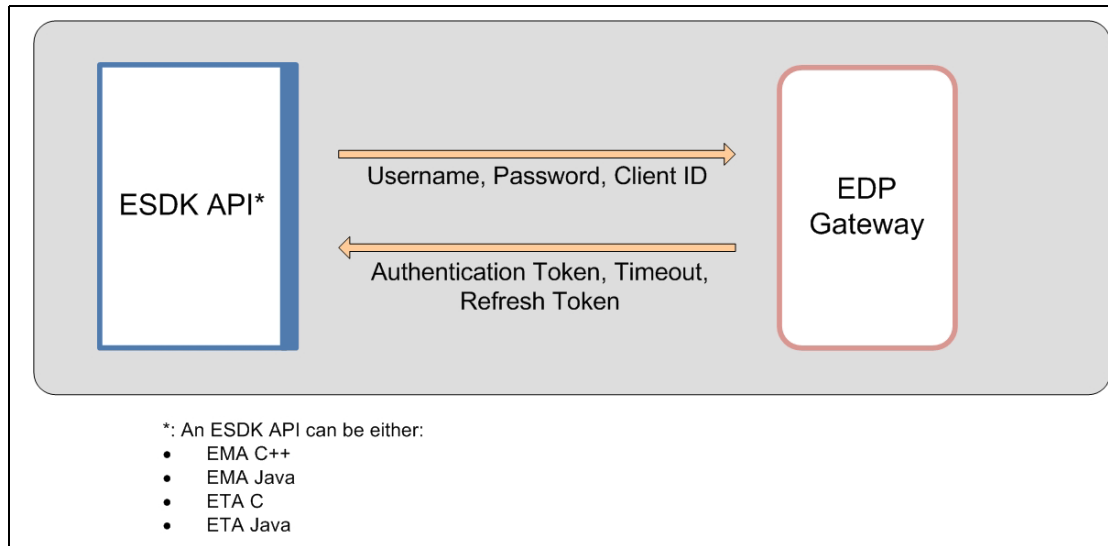 ESDK API*
Username, Password, Client ID
Authentication Token, Timeout,
Refresh Token
EDP
Gateway
*: An ESDK API can be either:
• EMA C++
• EMA Java
• ETA C
• ETA Java